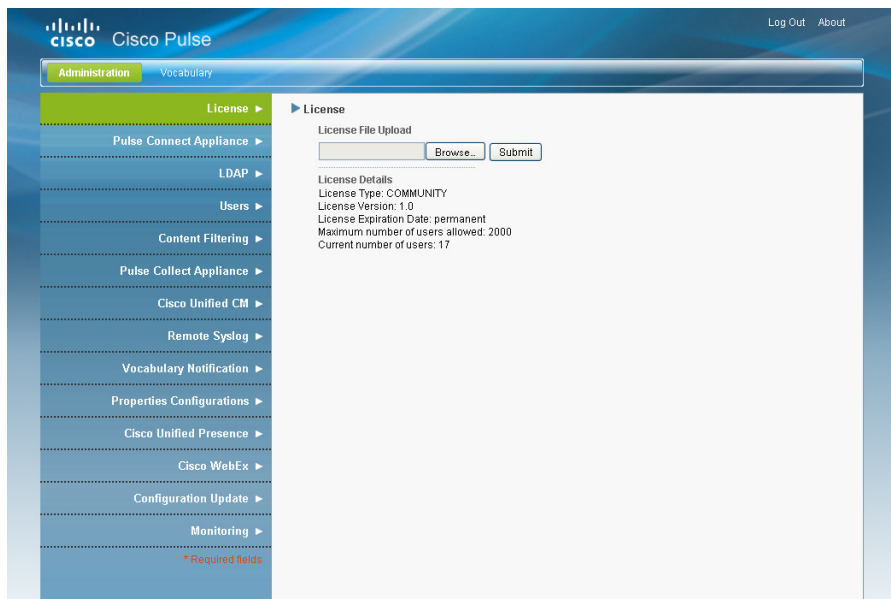 Log Out About
CISCO Cisco Pulse
Administration Vocabulary
License
Pulse Connect Appliance
LDAP
Users
Content Filtering
Pulse Collect Appliance
Cisco Unified CM
Remote Syslog
Vocabulary Notification
Properties Configurations
Cisco Unified Presence
Cisco WebEx
Configuration Update
Monitoring
* Required fields
License
License File Upload
Browse... Submit
License Details
License Type: COMMUNITY
License Version: 1.0
License Expiration Date: permanent
Maximum number of users allowed: 2000
Current number of users: 17